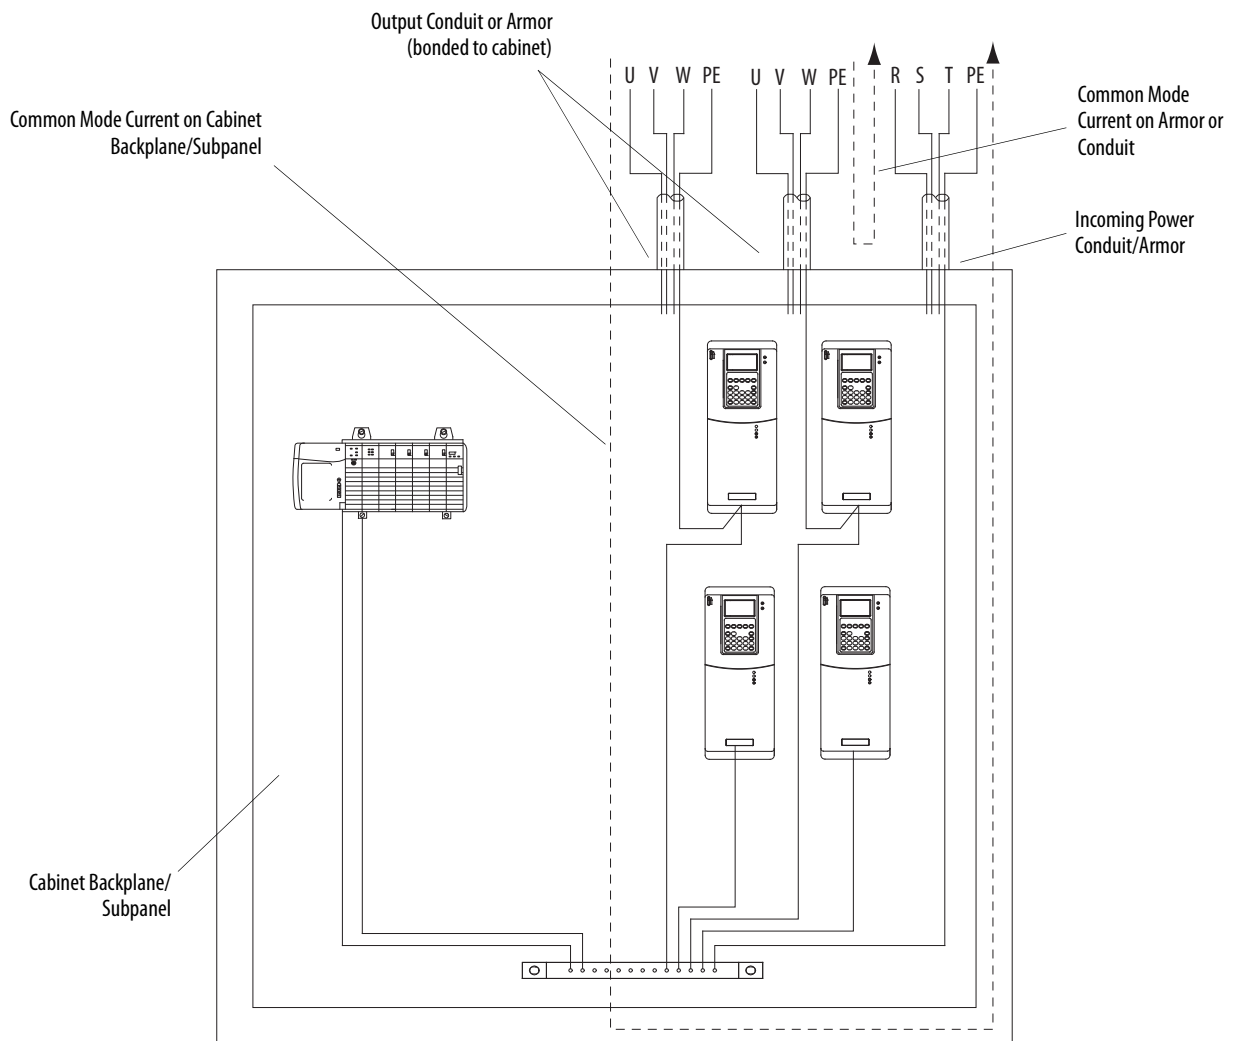 Output Conduit or Armor
(bonded to cabinet)
U V W PE
U V W PE
R S T PE
Common Mode Current on Cabinet
Backplane/Subpanel
Common Mode
Current on Armor or
Conduit
Incoming Power
Conduit/Armor
Cabinet Backplane/
Subpanel